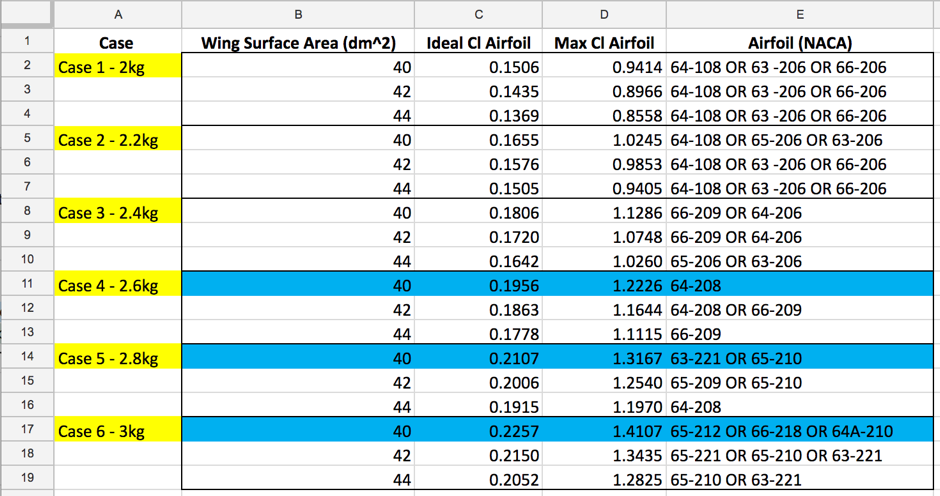 A B C D E
1 Case Wing Surface Area (dm^2) Ideal Cl Airfoil Max Cl Airfoil Airfoil (NACA)
2 Case 1 - 2kg 40 0.1506 0.9414 64-108 OR 63 -206 OR 66-206
3 42 0.1435 0.8966 64-108 OR 63 -206 OR 66-206
4 44 0.1369 0.8558 64-108 OR 63 -206 OR 66-206
5 Case 2 - 2.2kg 40 0.1655 1.0245 64-108 OR 65-206 OR 63-206
6 42 0.1576 0.9853 64-108 OR 63 -206 OR 66-206
7 44 0.1505 0.9405 64-108 OR 63 -206 OR 66-206
8 Case 3 - 2.4kg 40 0.1806 1.1286 66-209 OR 64-206
9 42 0.1720 1.0748 66-209 OR 64-206
10 44 0.1642 1.0260 65-206 OR 63-206
11 Case 4 - 2.6kg 40 0.1956 1.2226 64-208
12 42 0.1863 1.1644 64-208 OR 66-209
13 44 0.1778 1.1115 66-209
14 Case 5 - 2.8kg 40 0.2107 1.3167 63-221 OR 65-210
15 42 0.2006 1.2540 65-209 OR 65-210
16 44 0.1915 1.1970 64-208
17 Case 6 - 3kg 40 0.2257 1.4107 65-212 OR 66-218 OR 64A-210
18 42 0.2150 1.3435 65-221 OR 65-210 OR 63-221
19 44 0.2052 1.2825 65-210 OR 63-221